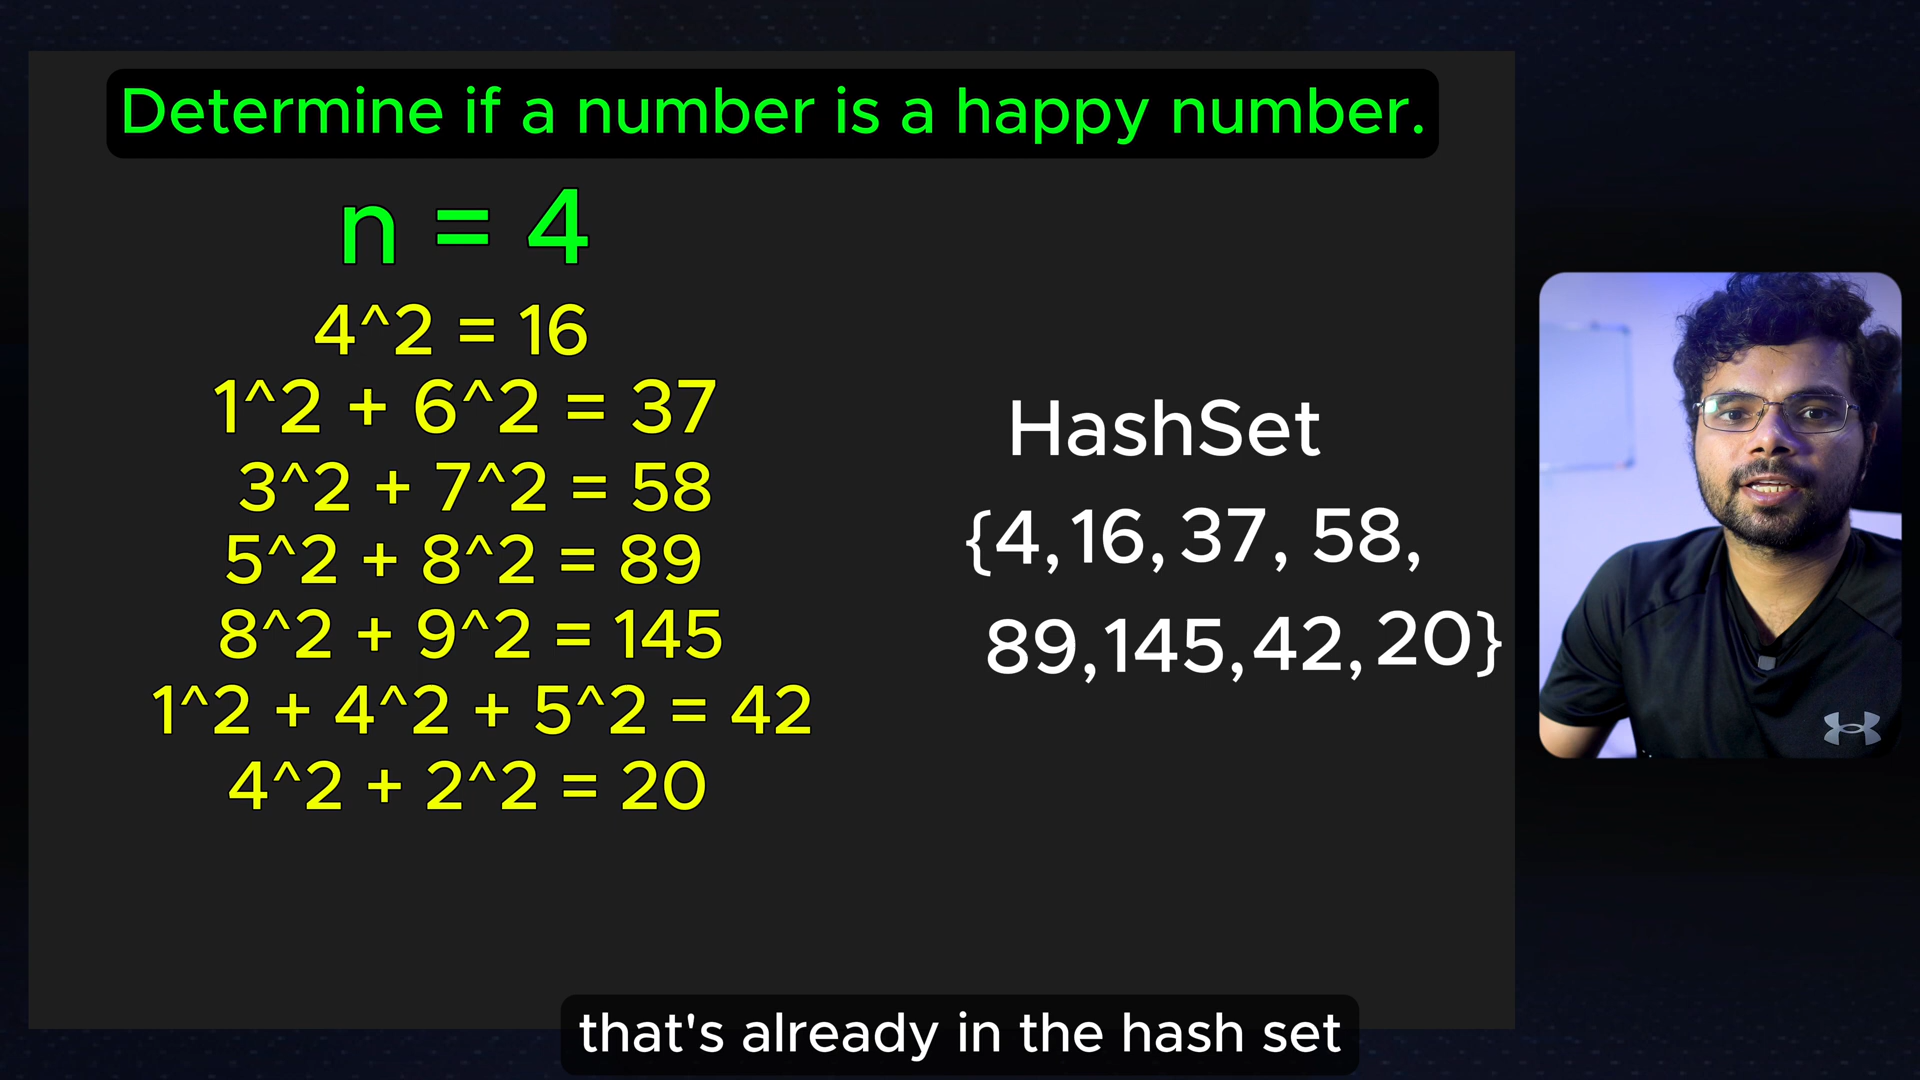 Determine if a number is a happy number.
n = 4
4^2 = 16
1^2 + 6^2 = 37
3^2 + 7^2 = 58
5^2 + 8^2 = 89
8^2 + 9^2 = 145
1^2 + 4^2 + 5^2 = 42
4^2 + 2^2 = 20
HashSet
{4, 16, 37, 58,
89, 145, 42, 20}
that's already in the hash set